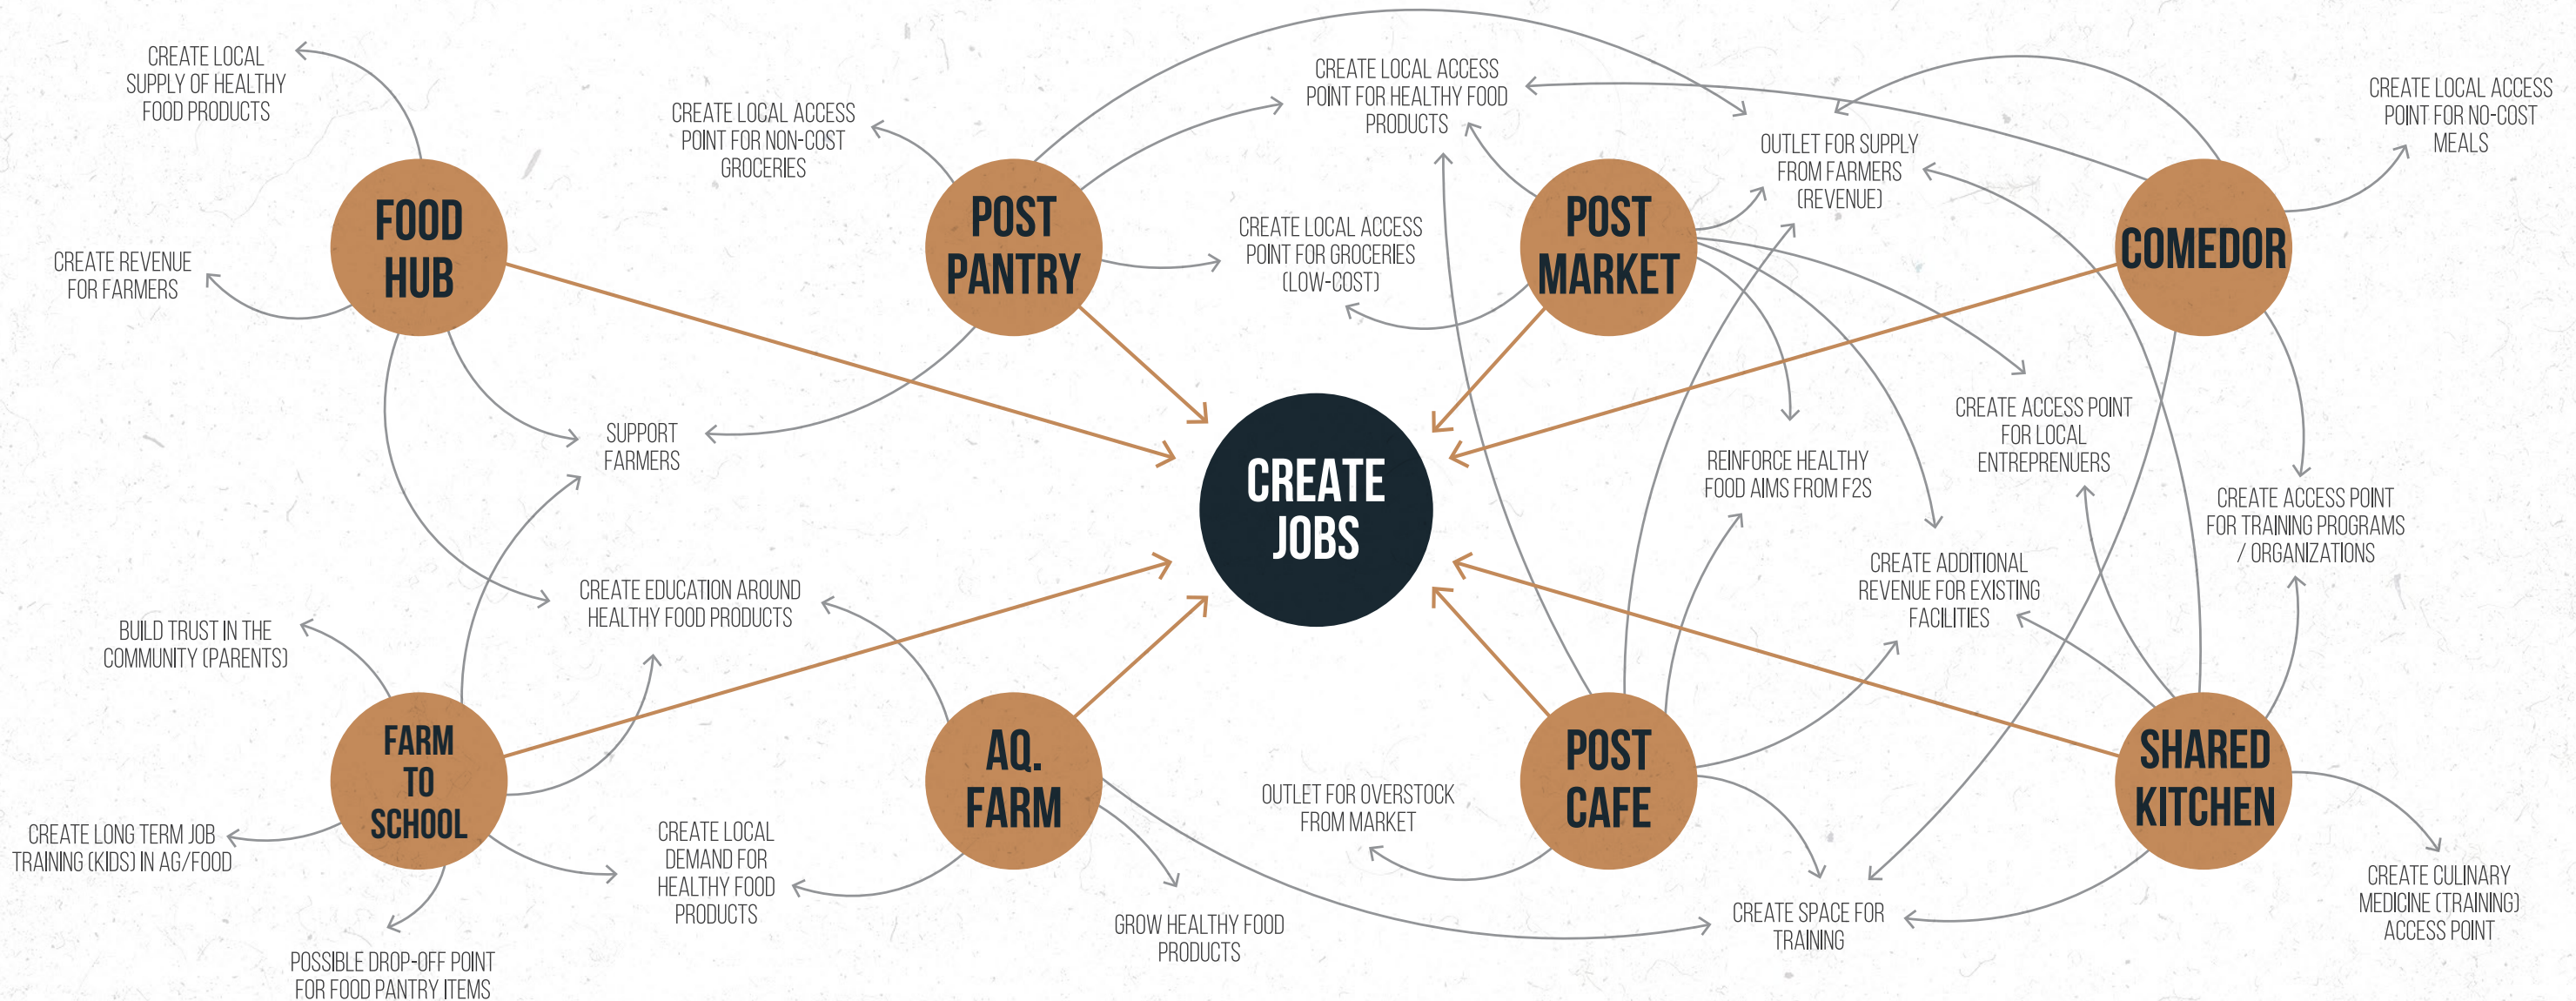 CREATE LOCAL
SUPPLY OF HEALTHY
FOOD PRODUCTS
CREATE LOCAL ACCESS
POINT FOR NON-COST
GROCERIES
CREATE LOCAL ACCESS
POINT FOR HEALTHY FOOD
PRODUCTS
OUTLET FOR SUPPLY
FROM FARMERS
(REVENUE)
CREATE LOCAL ACCESS
POINT FOR NO-COST
MEALS
FOOD
HUB
POST
PANTRY
CREATE LOCAL ACCESS
POINT FOR GROCERIES
(LOW-COST)
POST
MARKET
COMEDOR
CREATE REVENUE
FOR FARMERS
SUPPORT
FARMERS
CREATE
JOBS
REINFORCE HEALTHY
FOOD AIMS FROM F2S
CREATE ACCESS POINT
FOR LOCAL
ENTREPRENUERS
CREATE ACCESS POINT
FOR TRAINING PROGRAMS
/ ORGANIZATIONS
CREATE EDUCATION AROUND
HEALTHY FOOD PRODUCTS
CREATE ADDITIONAL
REVENUE FOR EXISTING
FACILITIES
BUILD TRUST IN THE
COMMUNITY (PARENTS)
FARM
TO
SCHOOL
AQ.
FARM
POST
CAFE
SHARED
KITCHEN
CREATE LONG TERM JOB
TRAINING (KIDS) IN AG/FOOD
CREATE LOCAL
DEMAND FOR
HEALTHY FOOD
PRODUCTS
OUTLET FOR OVERSTOCK
FROM MARKET
CREATE CULINARY
MEDICINE (TRAINING)
ACCESS POINT
POSSIBLE DROP-OFF POINT
FOR FOOD PANTRY ITEMS
GROW HEALTHY FOOD
PRODUCTS
CREATE SPACE FOR
TRAINING